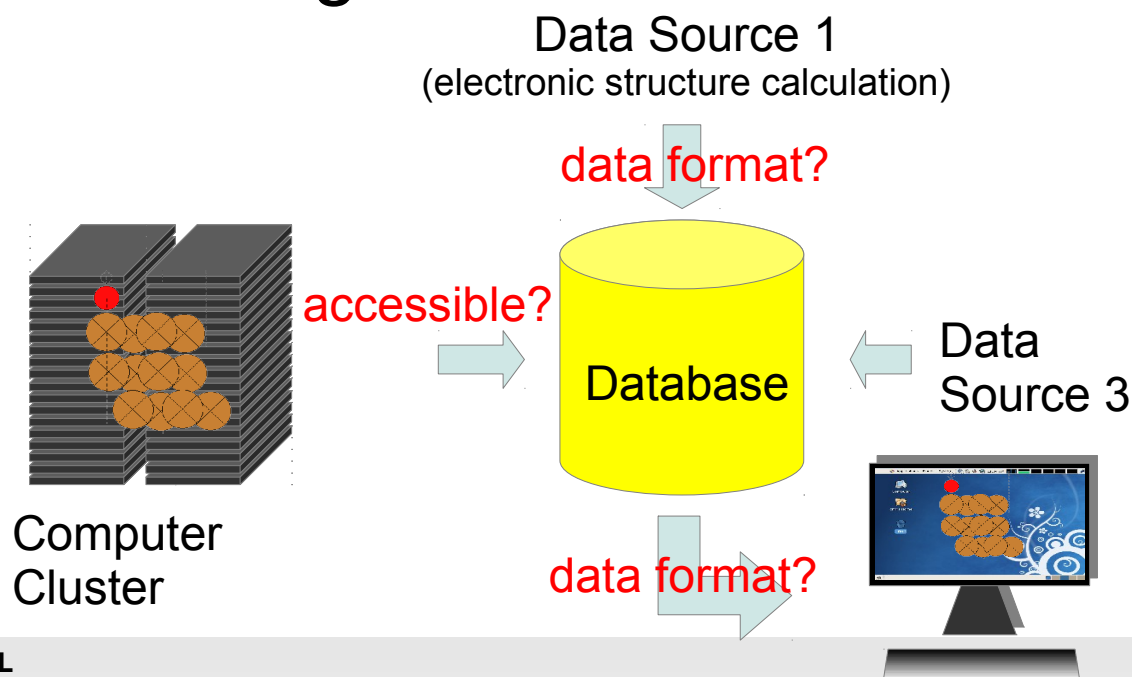 Data Source 1
(electronic structure calculation)
data format?
accessible?
Database
Data
Source 3
Computer
Cluster
data format?
L